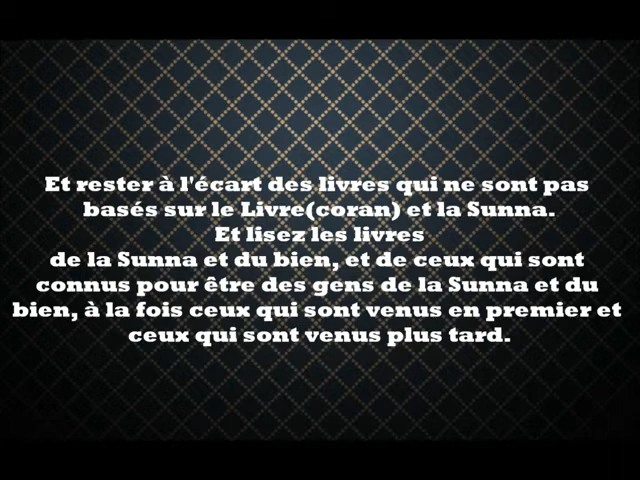 Et rester à l'écart des livres qui ne sont pas
basés sur le Livre(coran) et la Sunna.
Et lisez les livres
de la Sunna et du bien, et de ceux qui sont
connus pour être des gens de la Sunna et du
bien, à la fois ceux qui sont venus en premier et
ceux qui sont venus plus tard.